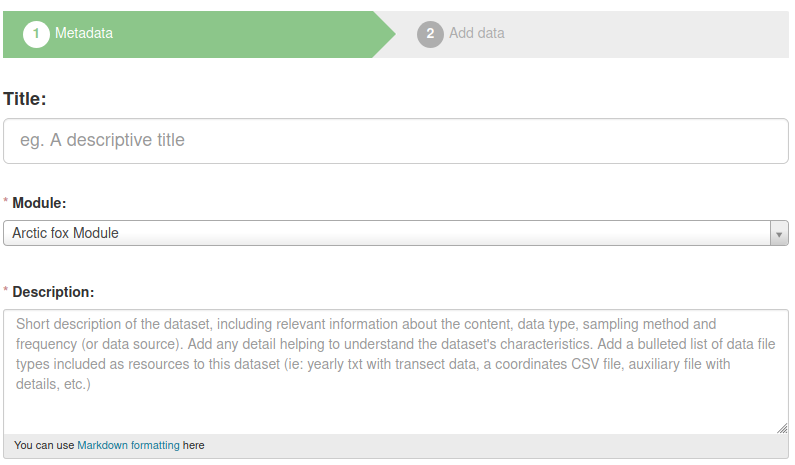 1 Metadata 2 Add data
Title:
eg. A descriptive title
* Module:
Arctic fox Module
* Description:
Short description of the dataset, including relevant information about the content, data type, sampling method and
frequency (or data source). Add any detail helping to understand the dataset's characteristics. Add a bulleted list of data file
types included as resources to this dataset (ie: yearly txt with transect data, a coordinates CSV file, auxiliary file with
details, etc.)
You can use Markdown formatting here